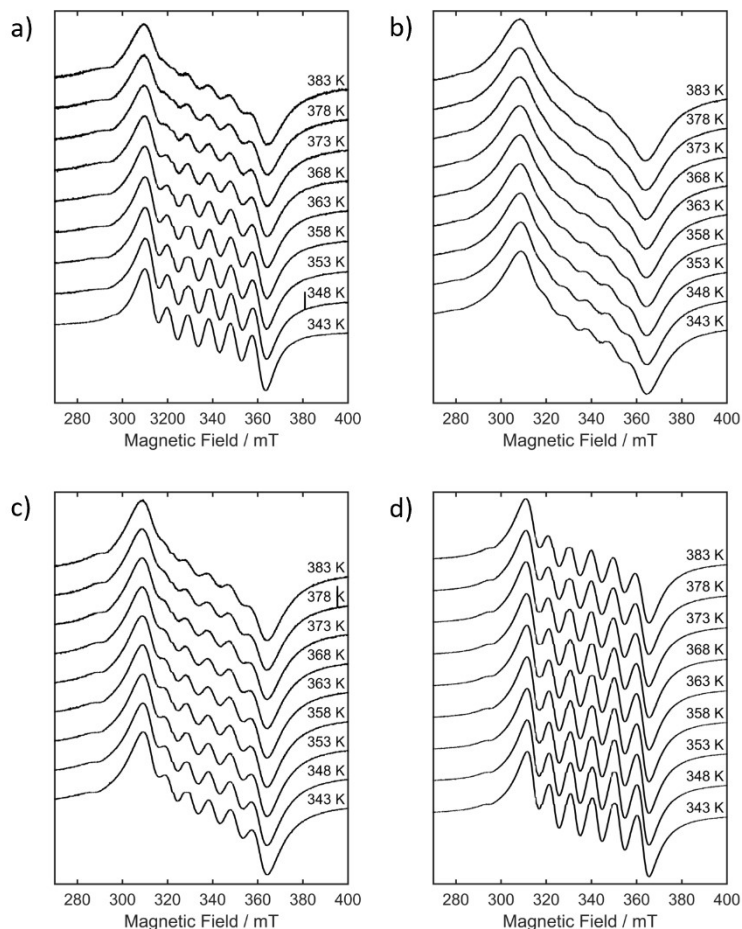 a)
383 K
378 K
373 K
368 K
363 K
358 K
353 K
348 K
343 K
280 300 3200 340 360 380 400
Magnetic Field / mT
b)
383 K
378 K
373 K
368 K
363 K
358 K
353 K
348 K
343 K
280 300 320 340 360 380 400
Magnetic Field / mT
c)
383 K
378 K
373 K
368 K
363 K
358 K
353 K
348 K
343 K
280 300 320 340 360 380 400
Magnetic Field / mT
d)
383 K
378 K
373 K
368 K
363 K
358 K
353 K
348 K
343 K
280 300 320 340 360 380 400
Magnetic Field / mT